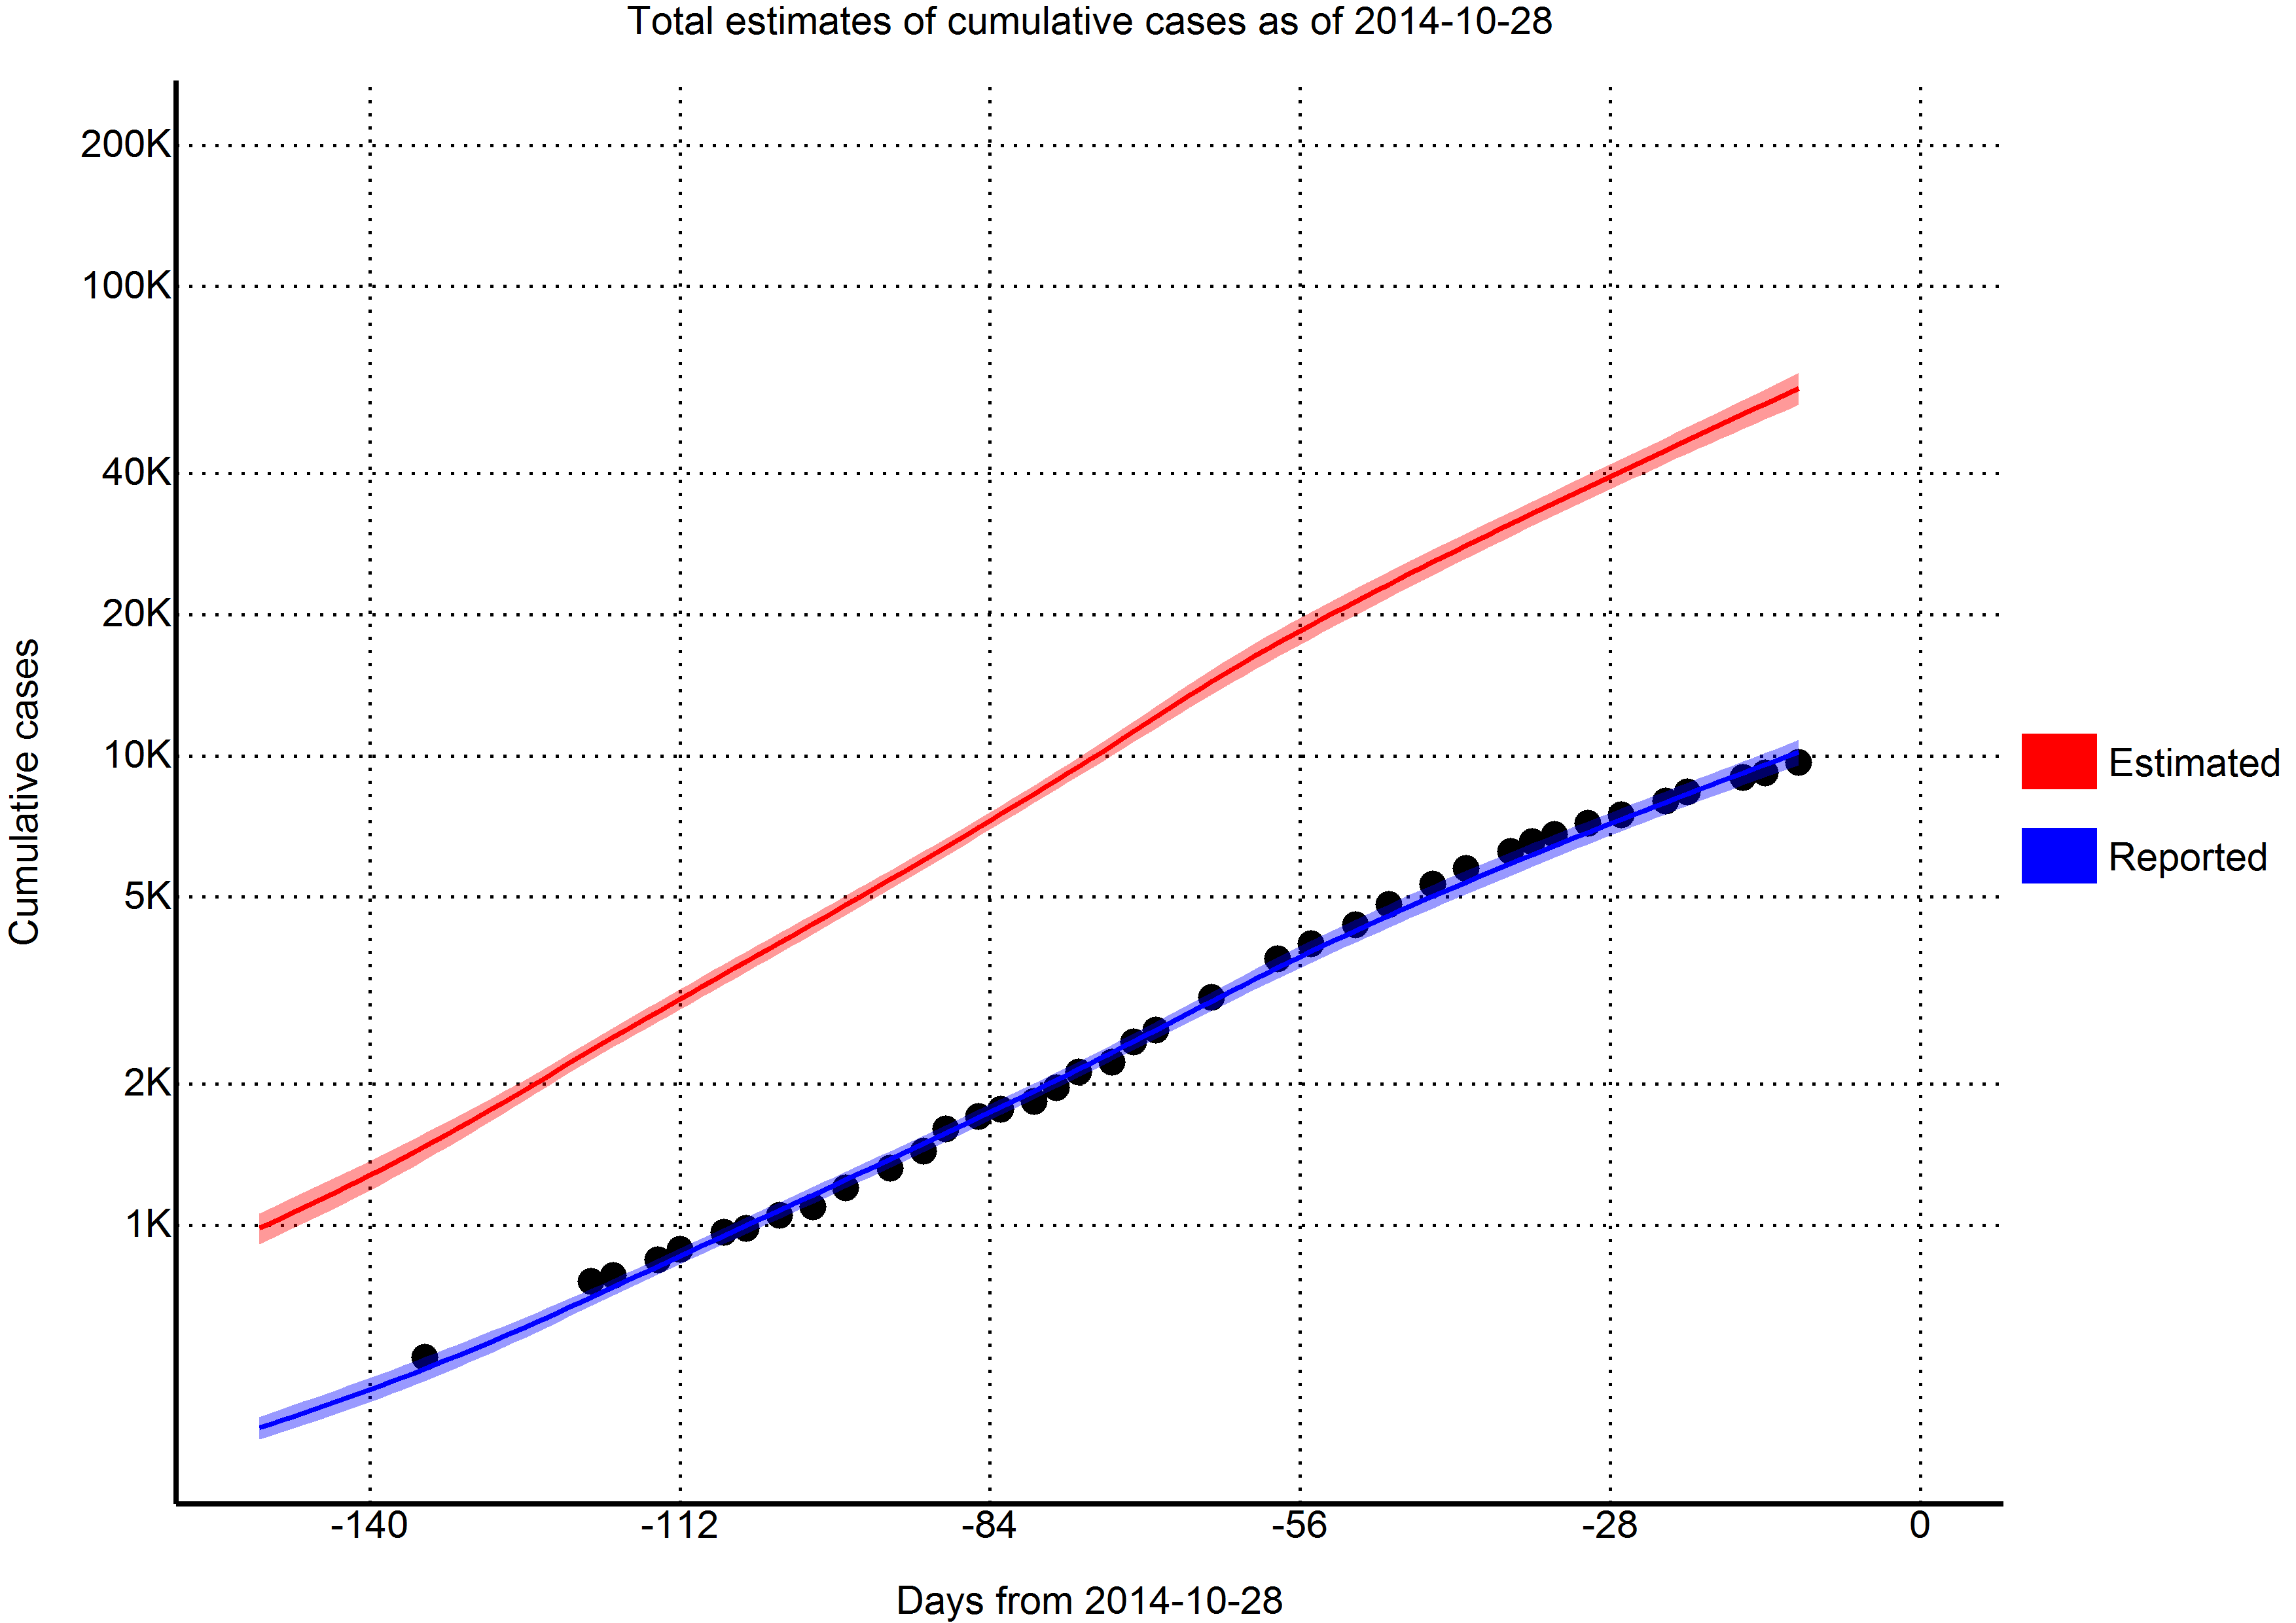 Total estimates of cumulative cases as of 2014-10-28
200K
100K
40K
20K
10K
5K
2K
1K
Cumulative cases
Estimated
Reported
-140 -112 -84 -56 -28 0
Days from 2014-10-28